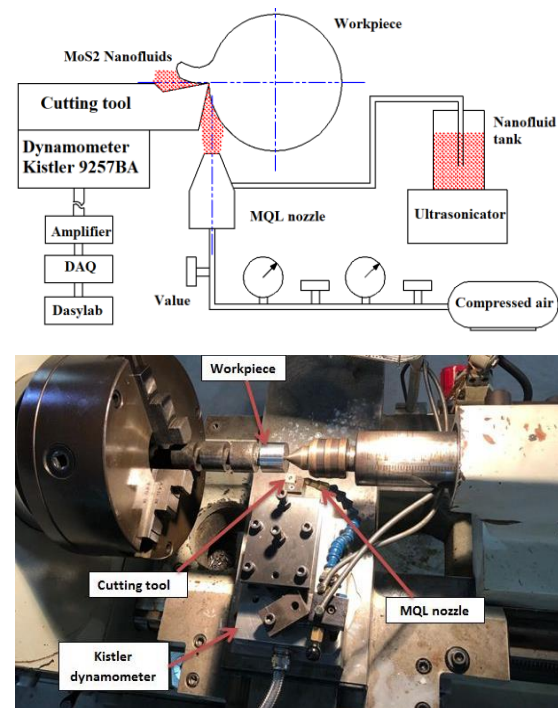 Workpiece
MoS2 Nanofluids
Cutting tool
Nanofluid
tank
Dynamometer
Kistler 9257BA
MQL nozzle
Ultrasonicator
Amplifier
DAQ
Value
Compressed air
Dasylab
Workpiece
Cutting tool
MQL nozzle
Kistler
dynamometer